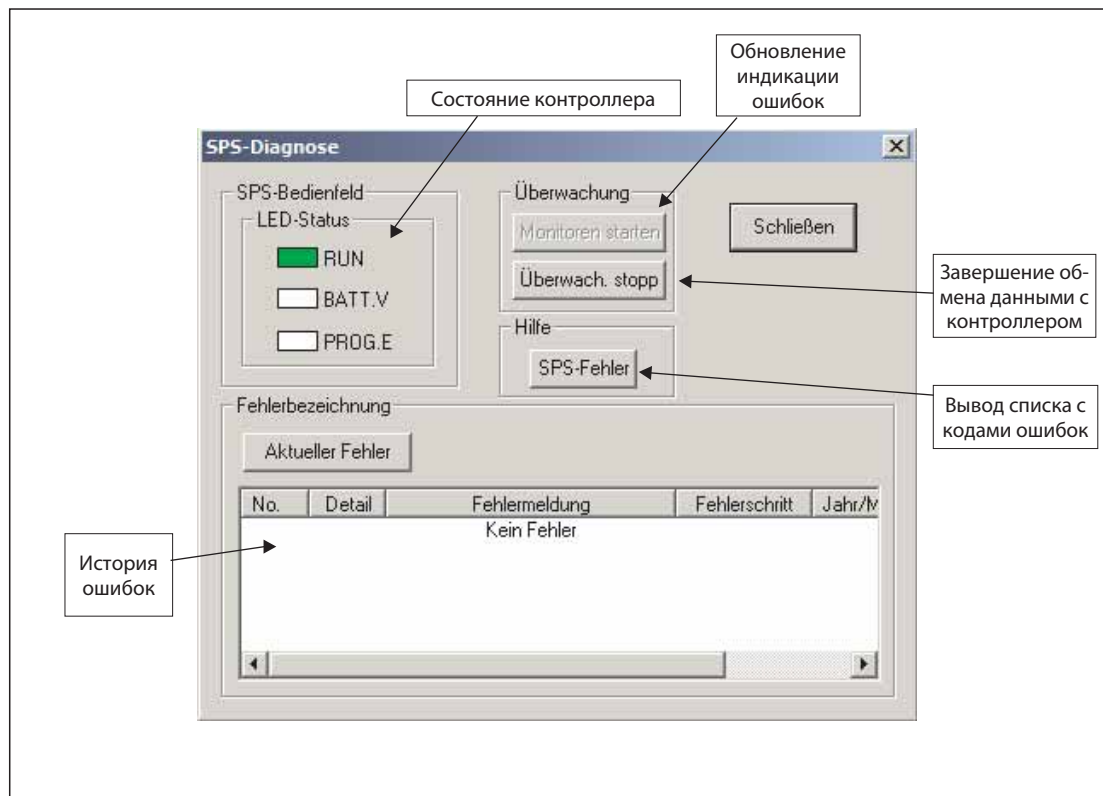 Обновление
индикации
ошибок
Состояние контроллера
SPS-Diagnose
SPS-Bedienfeld
LED-Status
RUN
BATT.V
PROG.E
Überwachung
Monitoren starten
Überwach. stopp
Schließen
Завершение об-
мена данными с
контроллером
Hilfe
SPS-Fehler
Вывод списка с
кодами ошибок
Fehlerbezeichnung
Aktueller Fehler
No. Detail Fehlermeldung Fehlerschritt Jahr/M
Kein Fehler
История
ошибок